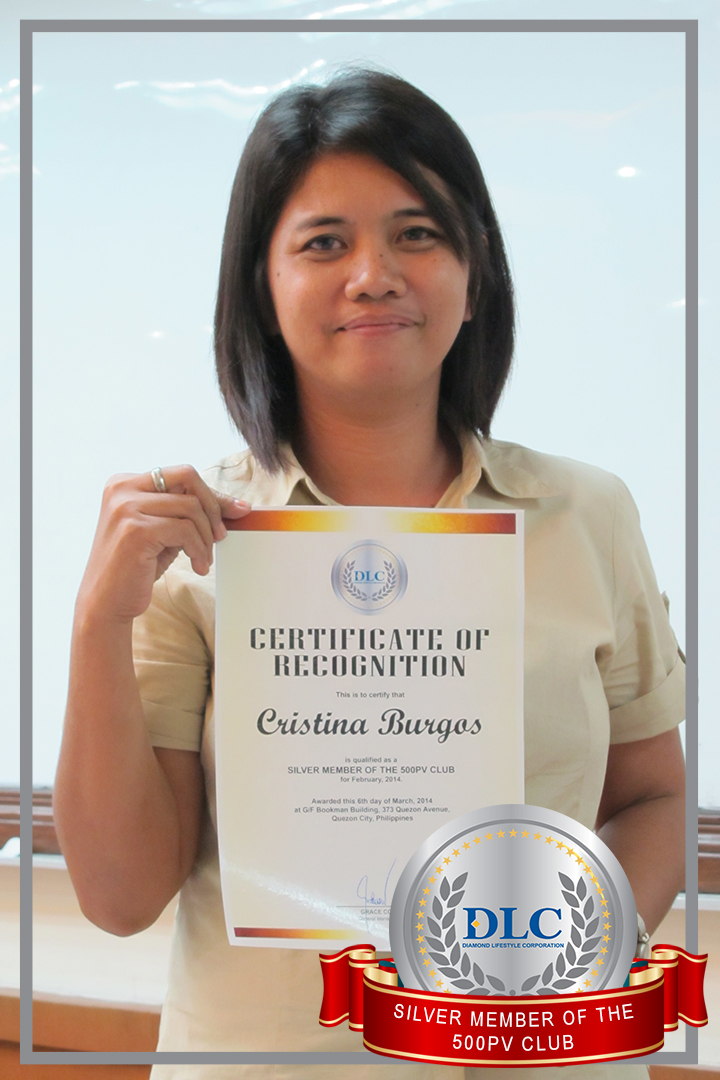 DLC
CERTIFICATE OF
RECOGNITION
This is to certify that
Cristina Burgos
is qualified as a
SILVER MEMBER OF THE 500PV CLUB
for February, 2014.
Awarded this 6th day of March, 2014
at G/F Bookman Building, 373 Quezon Avenue,
Quezon City, Philippines
GRACE
DLC
DIAMOND LIFESTYLE CORPORATION
SILVER MEMBER OF THE
500PV CLUB